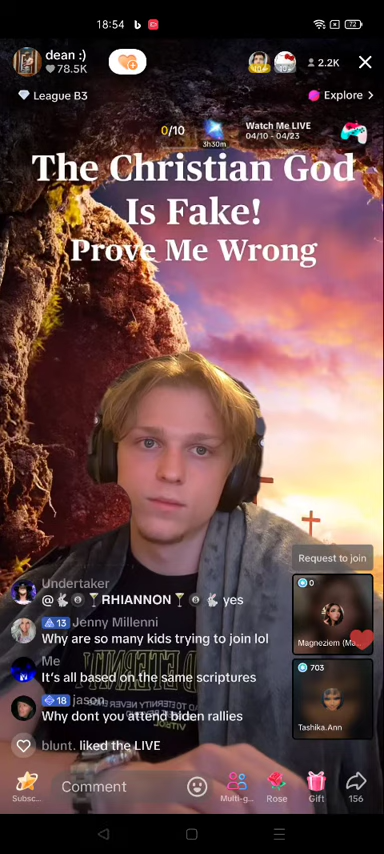 18:54
72
dean :)
78.5K
2.2K
League B3
Explore
0/10
3h30m
Watch Me LIVE
04/10 - 04/23
The Christian God
Is Fake!
Prove Me Wrong
Request to join
0
Magneziem (Ma...
703
Tashika.Ann
Undertaker
@ RHIANNON yes
13 Jenny Millenni
Why are so many kids trying to join lol
Me
It's all based on the same scriptures
18 jason
Why dont you attend biden rallies
blunt. liked the LIVE
Subsc...
Comment
Multi-g...
Rose
Gift
156